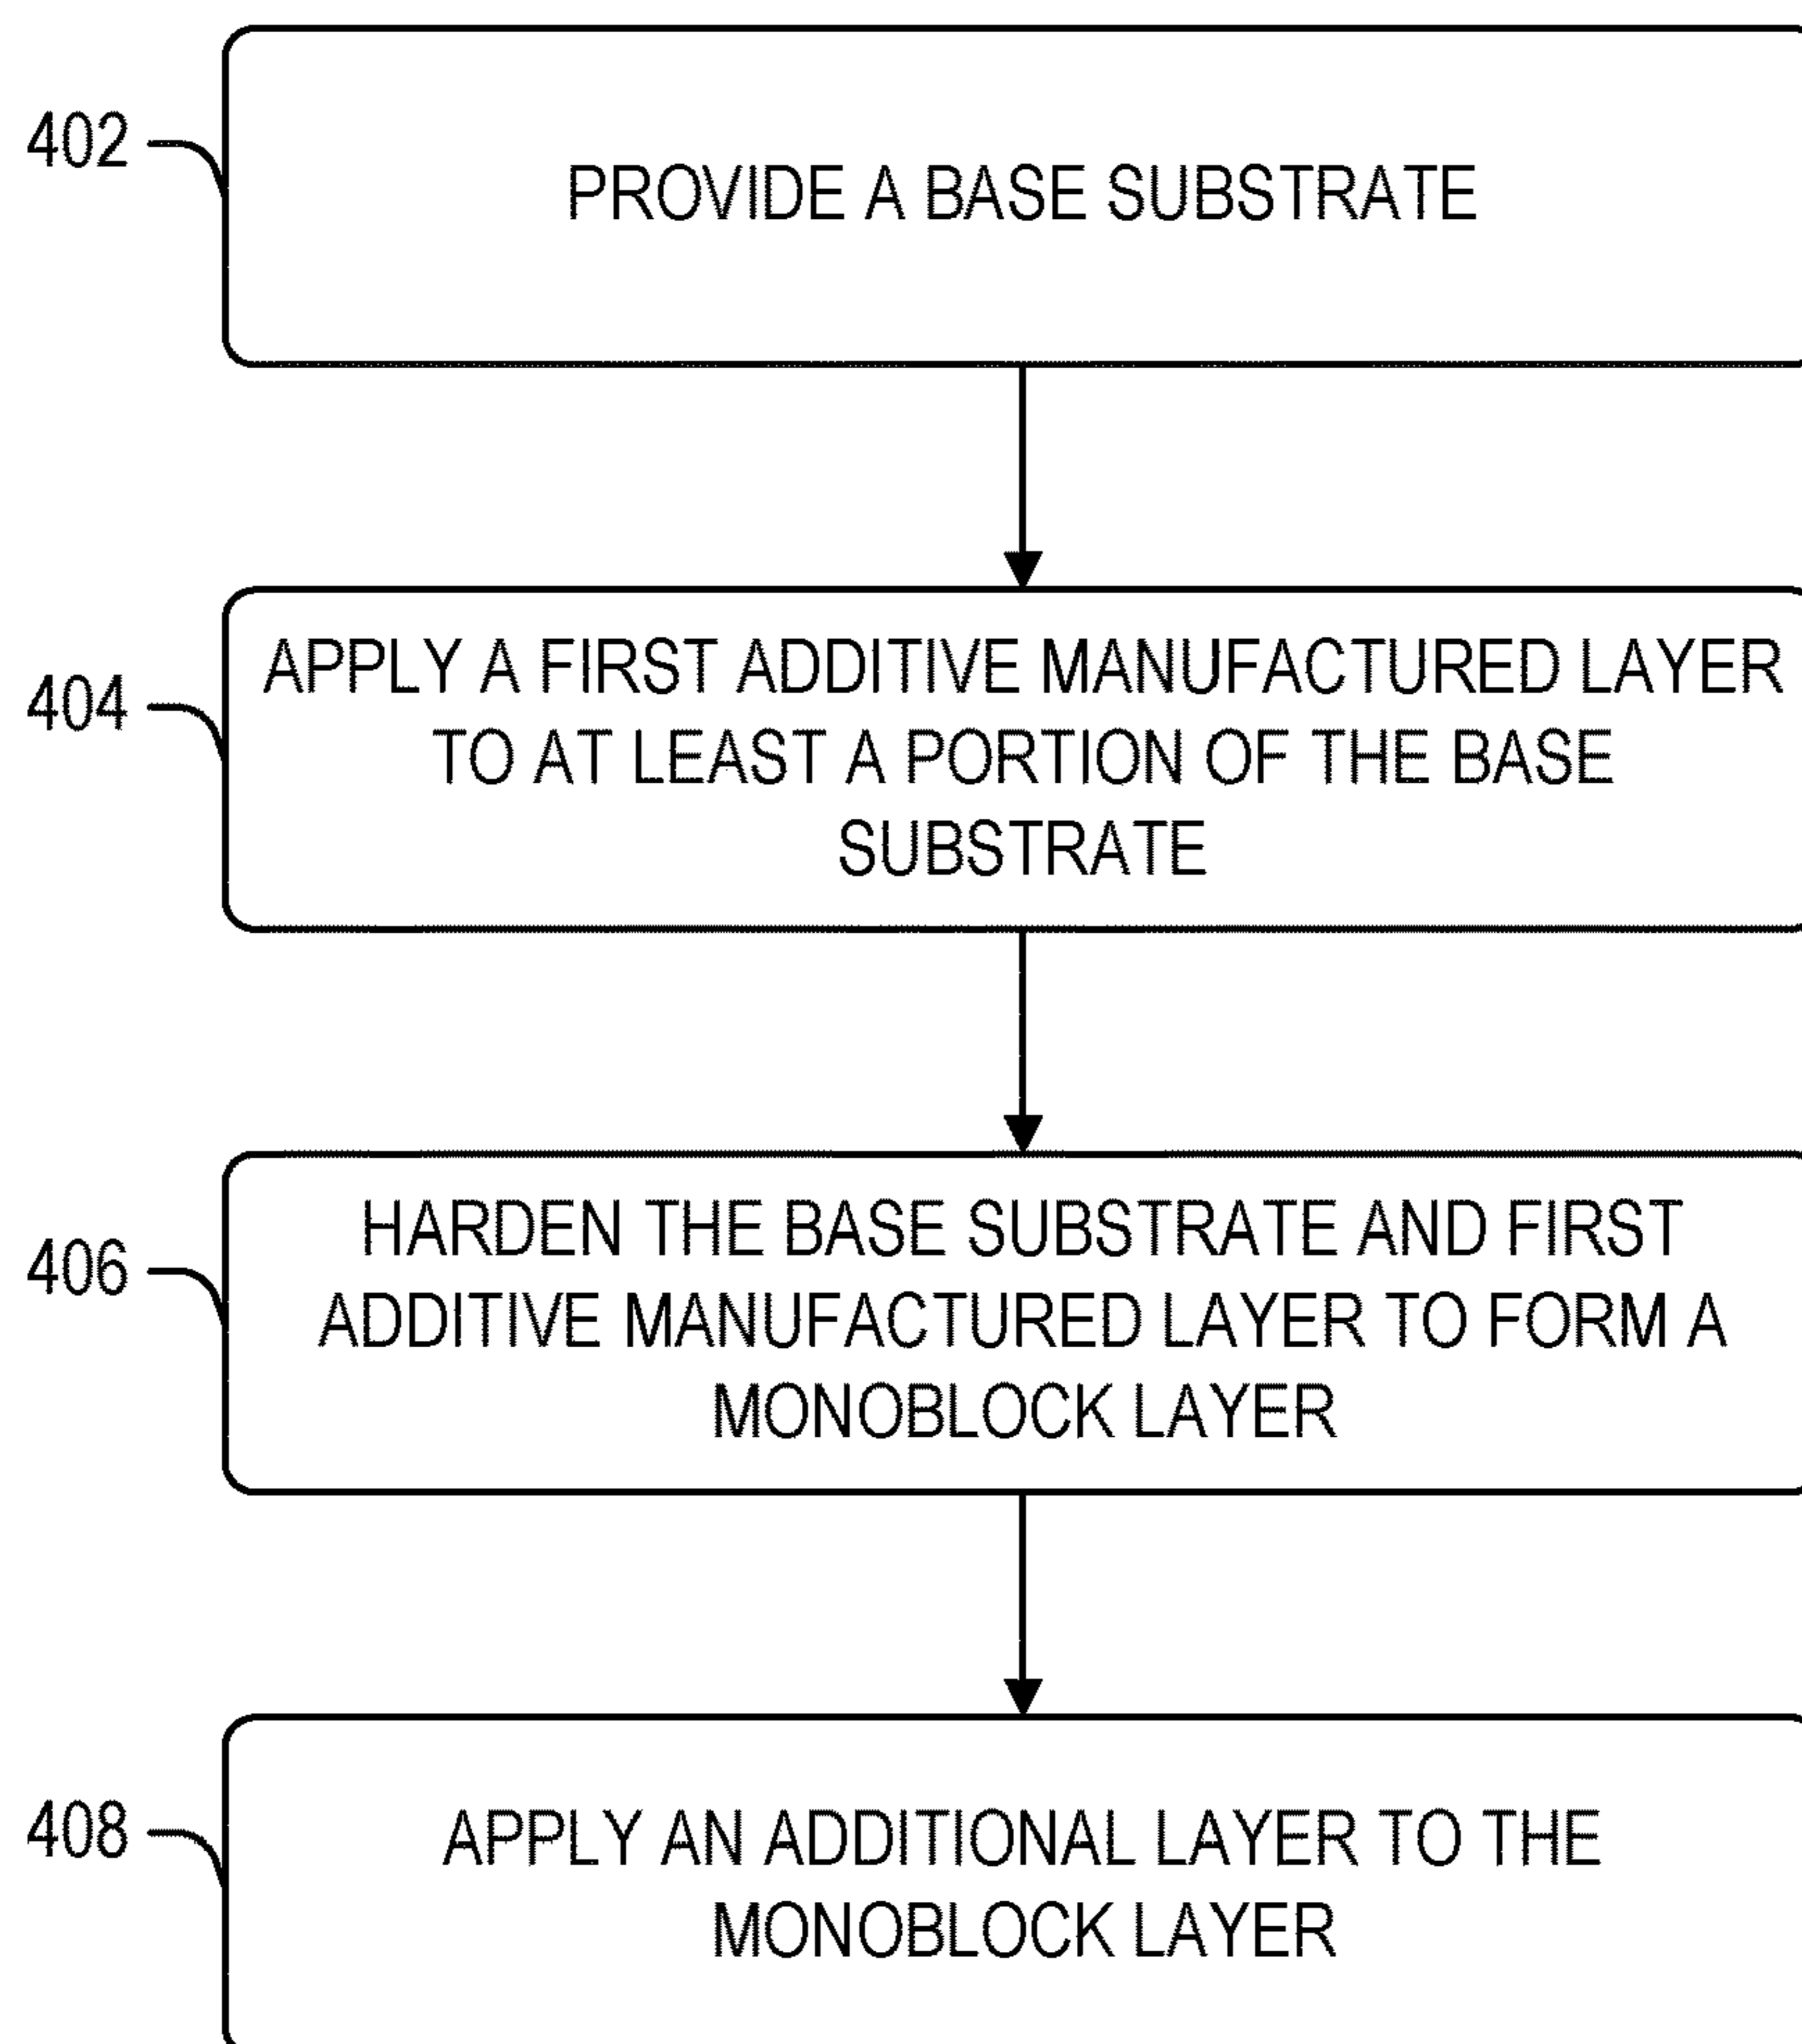 402
PROVIDE A BASE SUBSTRATE
404
APPLY A FIRST ADDITIVE MANUFACTURED LAYER
TO AT LEAST A PORTION OF THE BASE
SUBSTRATE
406
HARDEN THE BASE SUBSTRATE AND FIRST
ADDITIVE MANUFACTURED LAYER TO FORM A
MONOBLOCK LAYER
408
APPLY AN ADDITIONAL LAYER TO THE
MONOBLOCK LAYER